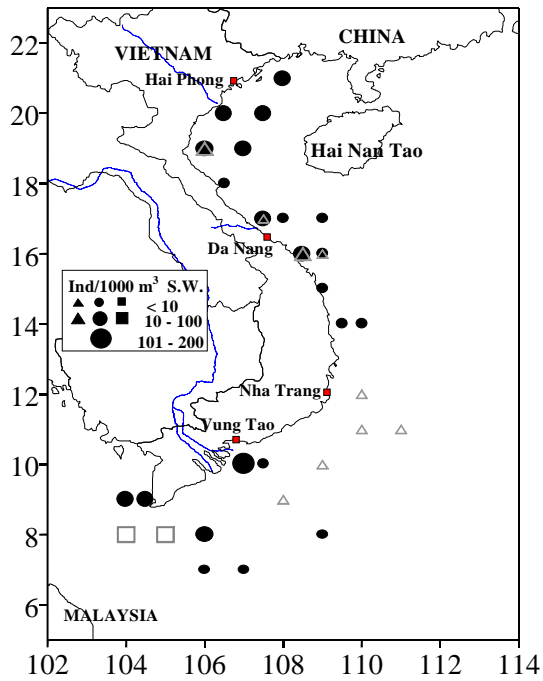 22
20
18
16
14
12
10
8
6
VIETNAM
CHINA
Hai Phong
Hai Nan Tao
Da Nang
Ind/1000 m³ S.W.
< 10
10 - 100
101 - 200
Nha Trang
Vung Tao
MALAYSIA
102 104 106 108 110 112 114